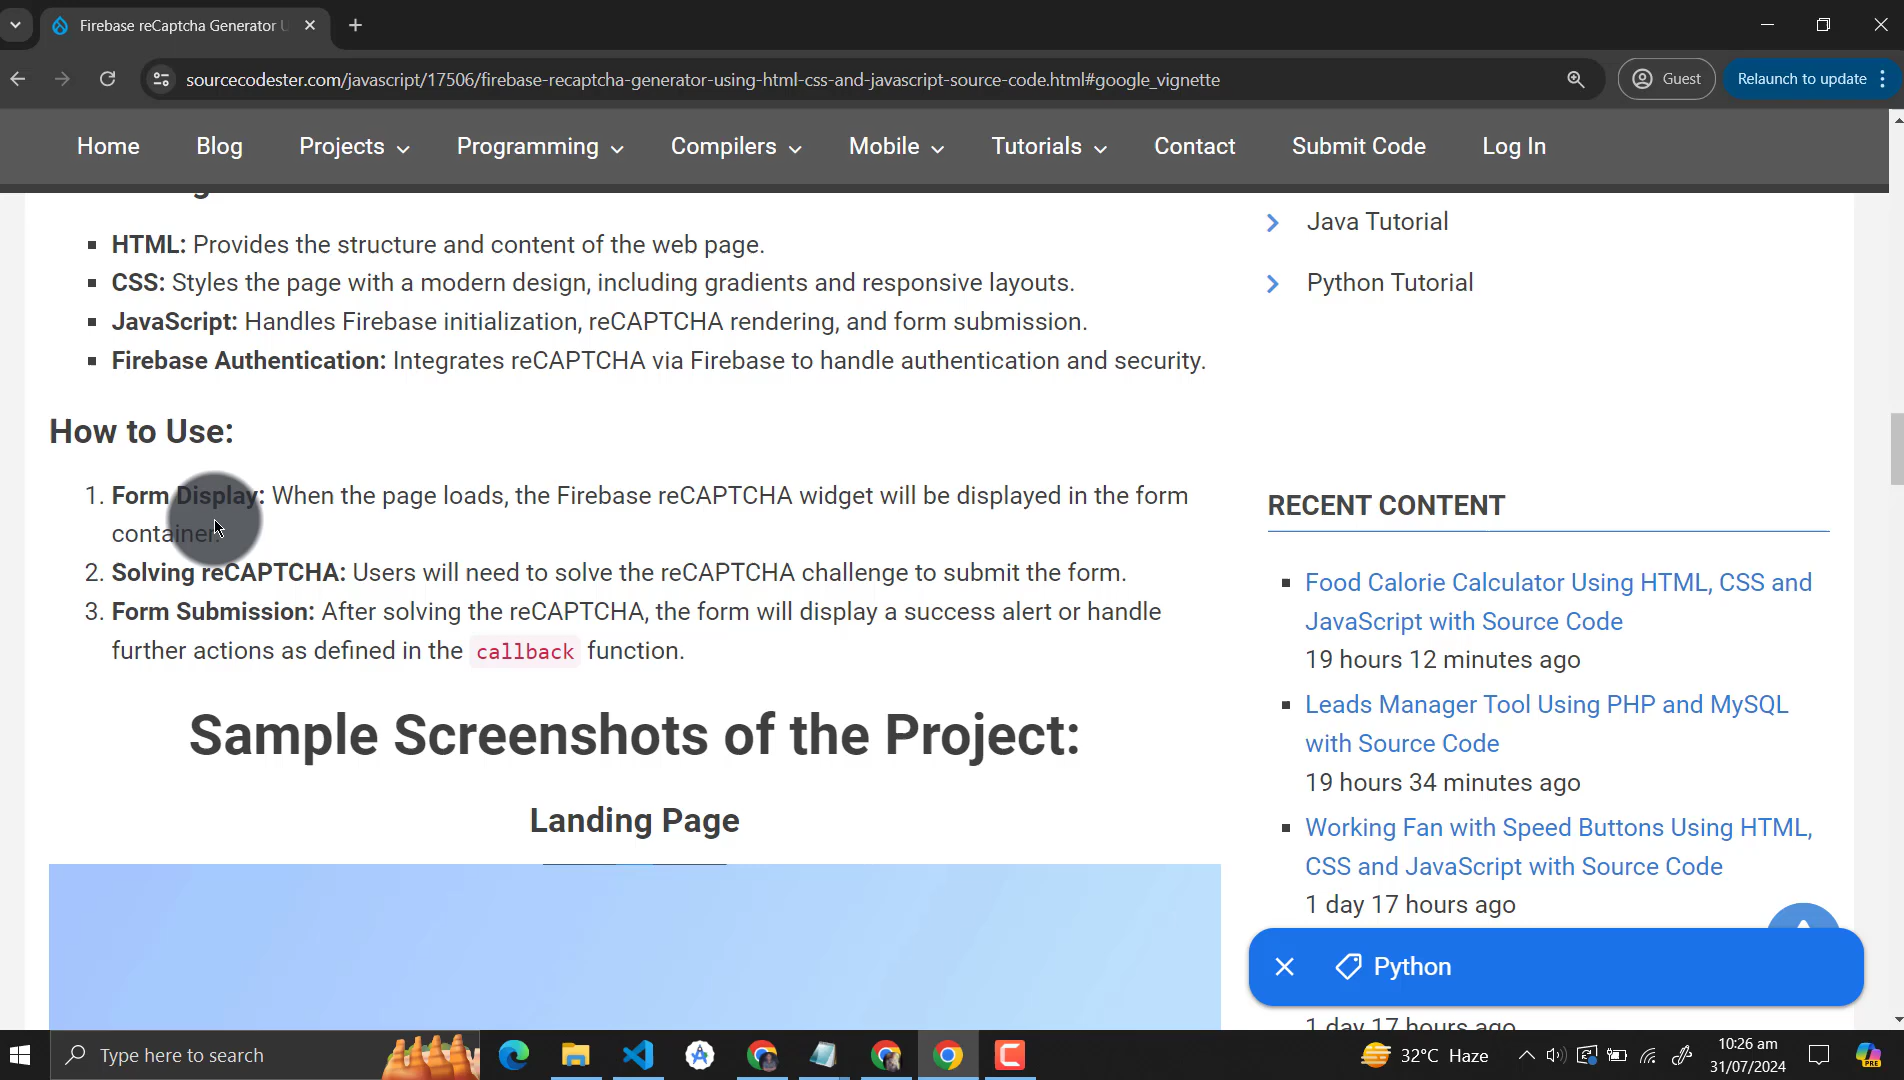 Firebase reCaptcha Generator U
sourcecodester.com/javascript/17506/firebase-recaptcha-generator-using-html-css-and-javascript-source-code.html#google_vignette
Guest
Relaunch to update
Home Blog Projects Programming Compilers Mobile Tutorials Contact Submit Code Log In
HTML: Provides the structure and content of the web page.
CSS: Styles the page with a modern design, including gradients and responsive layouts.
JavaScript: Handles Firebase initialization, reCAPTCHA rendering, and form submission.
Firebase Authentication: Integrates reCAPTCHA via Firebase to handle authentication and security.
How to Use:
1. Form Display: When the page loads, the Firebase reCAPTCHA widget will be displayed in the form
container.
2. Solving reCAPTCHA: Users will need to solve the reCAPTCHA challenge to submit the form.
3. Form Submission: After solving the reCAPTCHA, the form will display a success alert or handle
further actions as defined in the callback function.
Sample Screenshots of the Project:
Landing Page
Java Tutorial
Python Tutorial
RECENT CONTENT
Food Calorie Calculator Using HTML, CSS and
JavaScript with Source Code
19 hours 12 minutes ago
Leads Manager Tool Using PHP and MySQL
with Source Code
19 hours 34 minutes ago
Working Fan with Speed Buttons Using HTML,
CSS and JavaScript with Source Code
1 day 17 hours ago
Python
1 day 17 hours ago
Type here to search
32°C Haze
10:26 am
31/07/2024
PRE